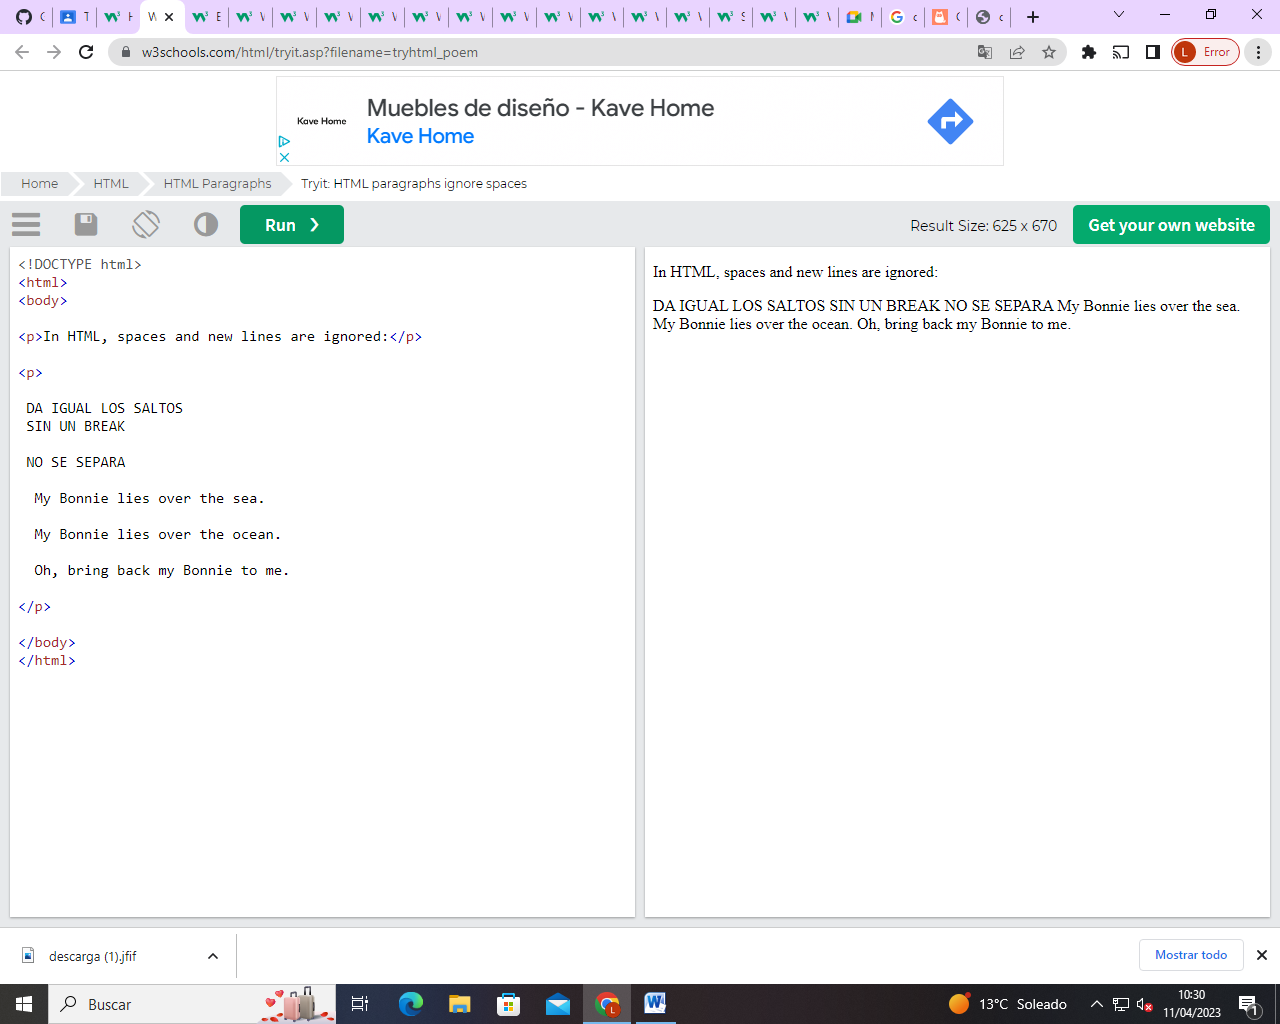 w3schools.com/html/tryit.asp?filename=tryhtml_poem
L Error
Kave Home
Muebles de diseño - Kave Home
Kave Home
Home
HTML
HTML Paragraphs
Tryit: HTML paragraphs ignore spaces
Run ❯
Result Size: 625 x 670
Get your own website
<!DOCTYPE html>
<html>
<body>
<p>In HTML, spaces and new lines are ignored:</p>
<p>
DA IGUAL LOS SALTOS
SIN UN BREAK
NO SE SEPARA
My Bonnie lies over the sea.
My Bonnie lies over the ocean.
Oh, bring back my Bonnie to me.
</p>
</body>
</html>
In HTML, spaces and new lines are ignored:
DA IGUAL LOS SALTOS SIN UN BREAK NO SE SEPARA My Bonnie lies over the sea.
My Bonnie lies over the ocean. Oh, bring back my Bonnie to me.
descarga (1).jfif
Mostrar todo
Buscar
13°C Soleado
10:30
11/04/2023
1